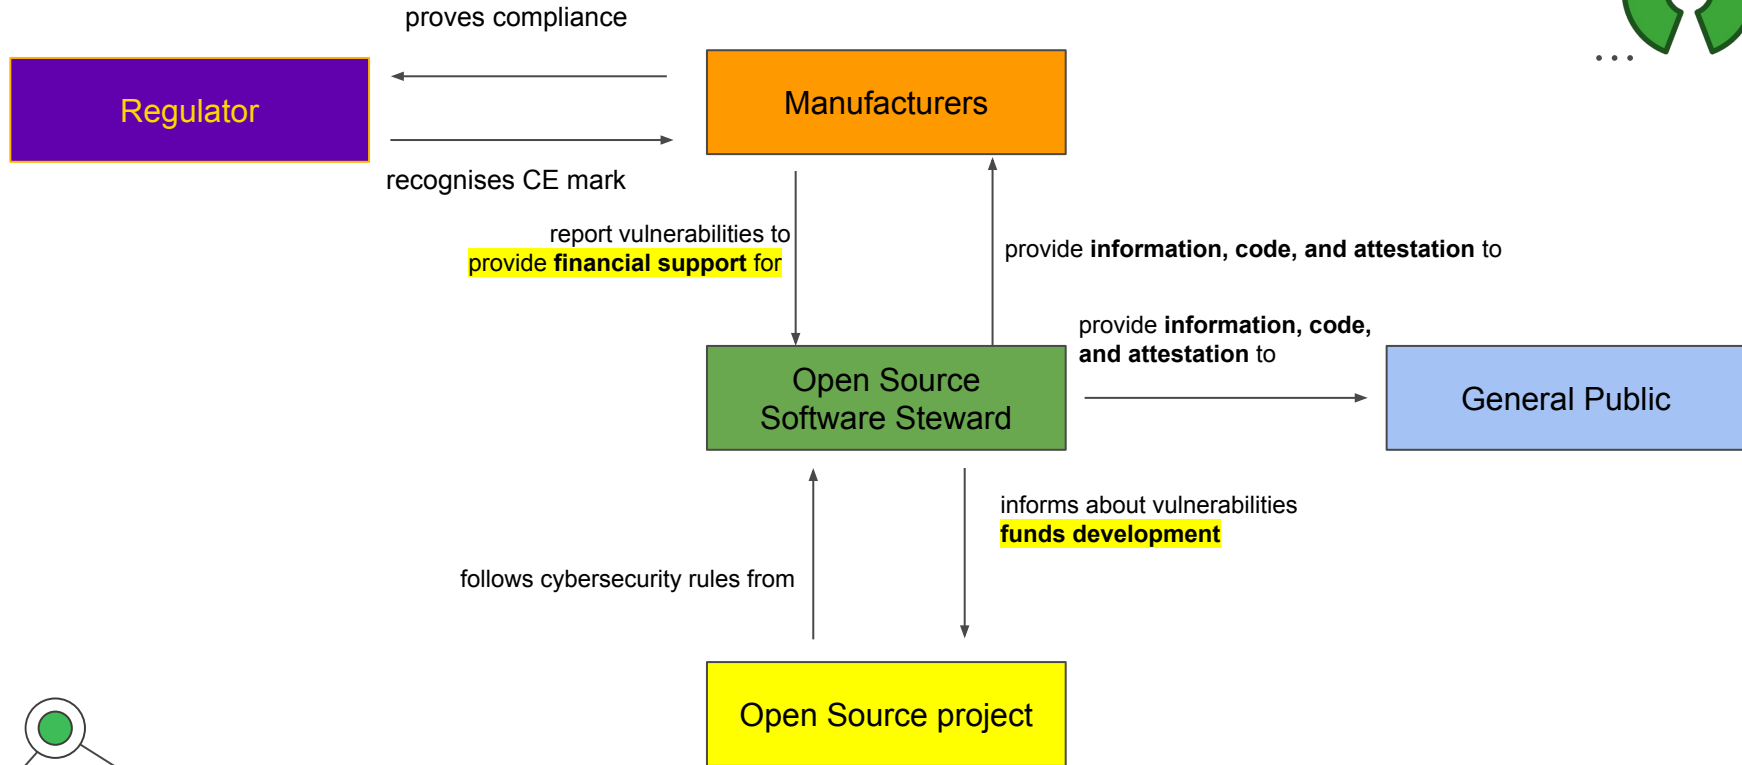 proves compliance
...
Regulator
Manufacturers
recognises CE mark
report vulnerabilities to
provide financial support for
provide information, code, and attestation to
provide information, code,
and attestation to
Open Source
Software Steward
General Public
informs about vulnerabilities
funds development
follows cybersecurity rules from
Open Source project